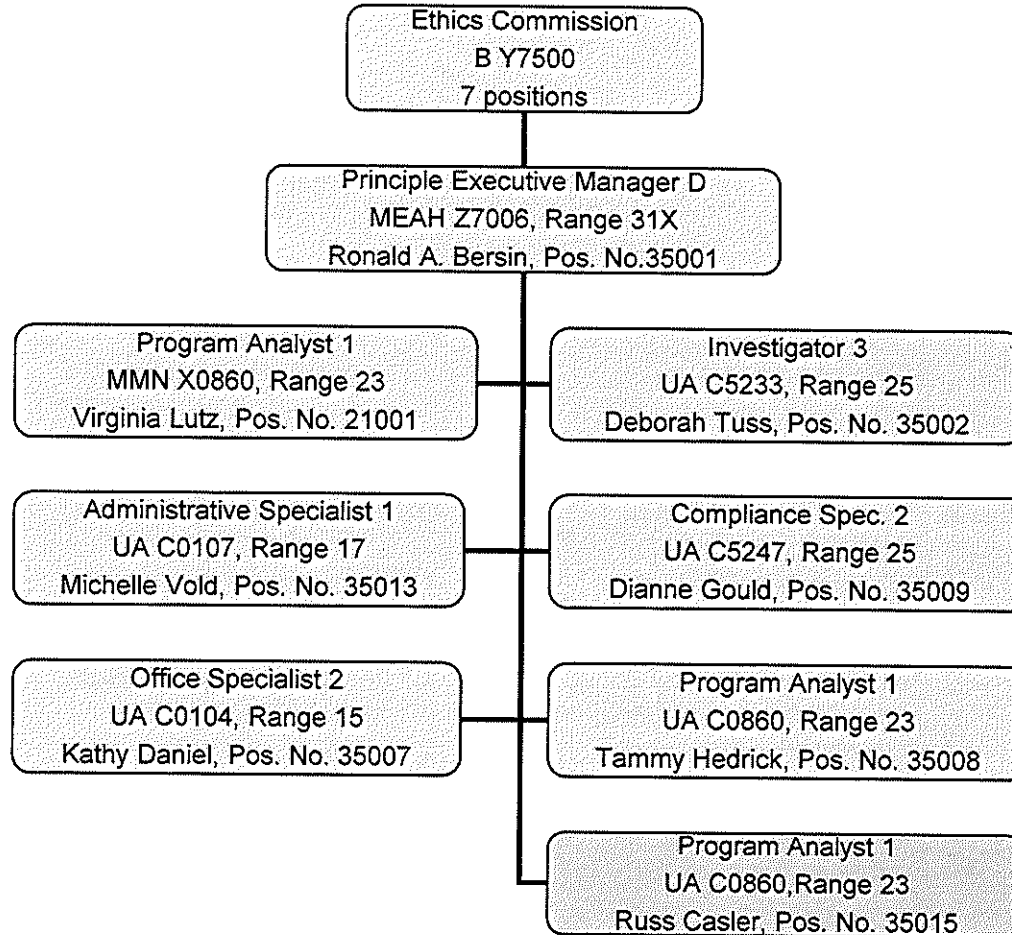 Ethics Commission
B Y7500
7 positions
Principle Executive Manager D
MEAH Z7006, Range 31X
Ronald A. Bersin, Pos. No.35001
Program Analyst 1
MMN X0860, Range 23
Virginia Lutz, Pos. No. 21001
Investigator 3
UA C5233, Range 25
Deborah Tuss, Pos. No. 35002
Administrative Specialist 1
UA C0107, Range 17
Michelle Vold, Pos. No. 35013
Compliance Spec. 2
UA C5247, Range 25
Dianne Gould, Pos. No. 35009
Office Specialist 2
UA C0104, Range 15
Kathy Daniel, Pos. No. 35007
Program Analyst 1
UA C0860, Range 23
Tammy Hedrick, Pos. No. 35008
Program Analyst 1
UA C0860,Range 23
Russ Casler, Pos. No. 35015